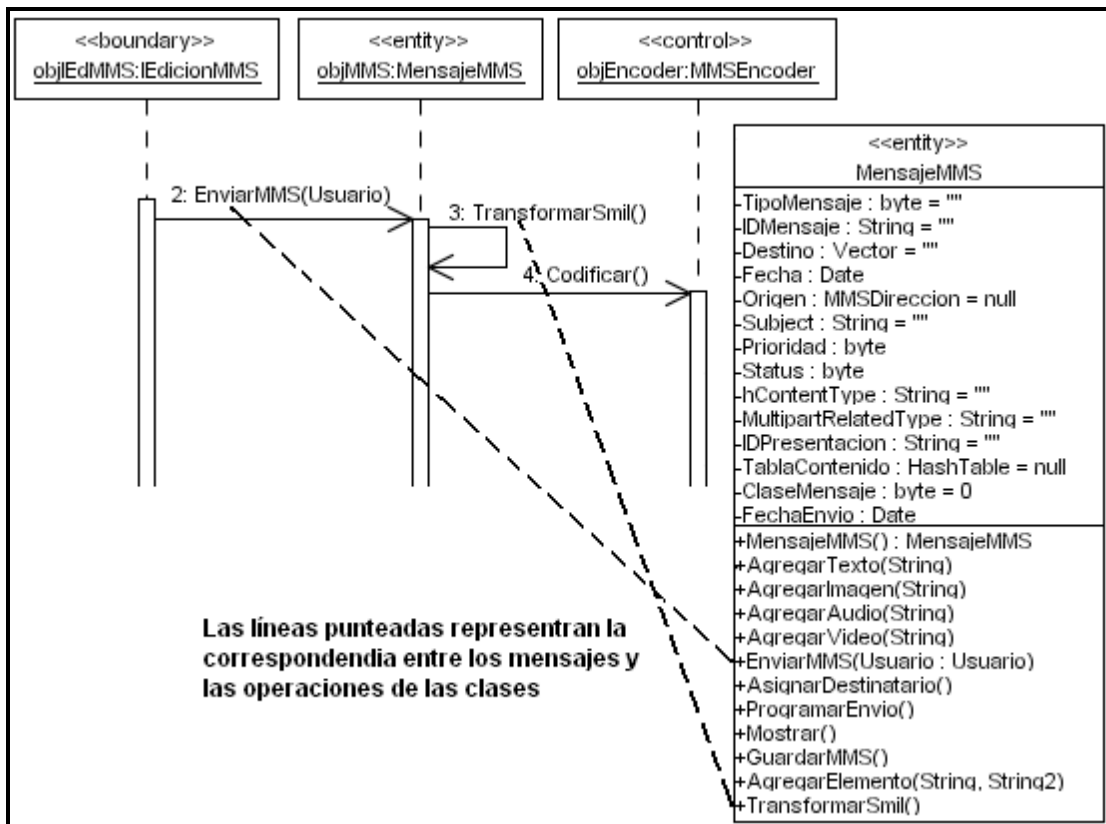 <<boundary>>
objIEdMMS:IEdicionMMS
<<entity>>
objMMS:MensajeMMS
<<control>>
objEncoder:MMSEncoder
2: EnviarMMS(Usuario)
3: TransformarSmil()
4: Codificar()
<<entity>>
MensajeMMS
-TipoMensaje : byte = ""
-IDMensaje : String = ""
-Destino : Vector = ""
-Fecha : Date
-Origen : MMSDireccion = null
-Subject : String = ""
-Prioridad : byte
-Status : byte
-hContentType : String = ""
-MultipartRelatedType : String = ""
-IDPresentacion : String = ""
-TablaContenido : HashTable = null
-ClaseMensaje : byte = 0
-FechaEnvio : Date
+MensajeMMS() : MensajeMMS
+AgregarTexto(String)
+AgregarImagen(String)
+AgregarAudio(String)
+AgregarVideo(String)
+EnviarMMS(Usuario : Usuario)
+AsignarDestinatario()
+ProgramarEnvio()
+Mostrar()
+GuardarMMS()
+AgregarElemento(String, String2)
+TransformarSmil()
Las líneas punteadas representran la
correspondendia entre los mensajes y
las operaciones de las clases